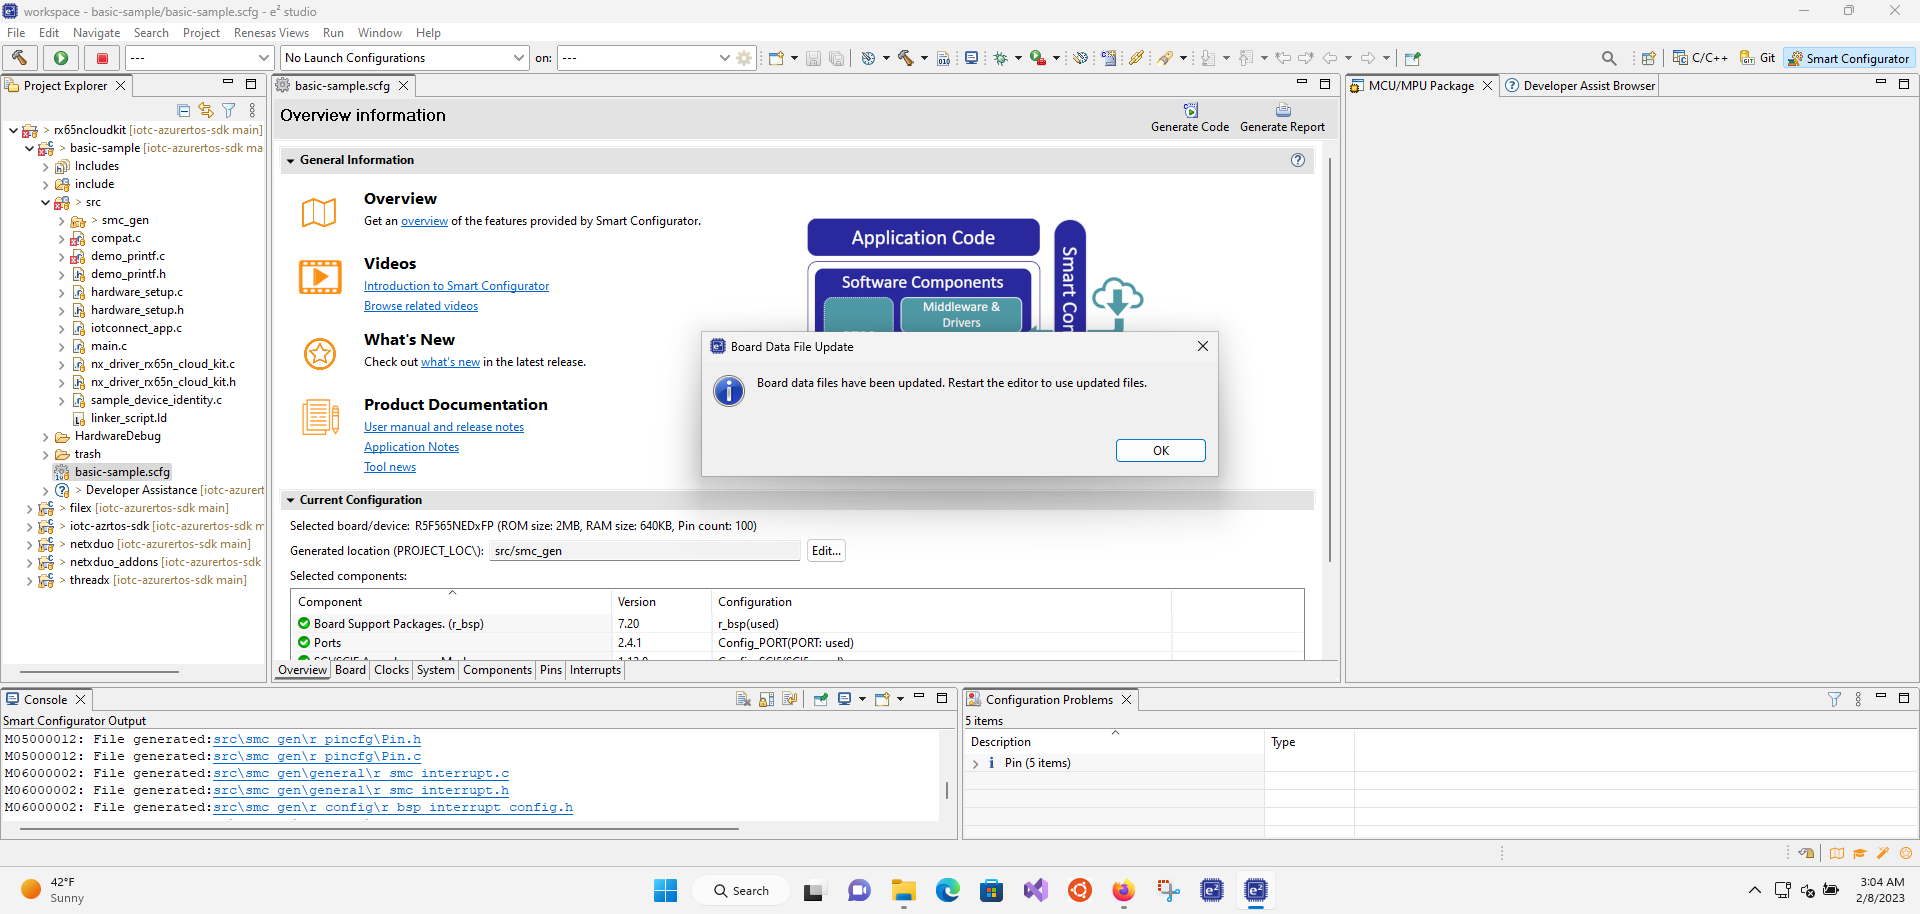 workspace - basic-sample/basic-sample.scfg - e² studio
File Edit Navigate Search Project Renesas Views Run Window Help
---
No Launch Configurations
on:
---
C/C++
Git
Smart Configurator
Project Explorer
> rx65ncloudkit [iotc-azurertos-sdk main]
> basic-sample [iotc-azurertos-sdk ma
Includes
include
> src
> smc_gen
compat.c
demo_printf.c
demo_printf.h
hardware_setup.c
hardware_setup.h
iotconnect_app.c
main.c
nx_driver_rx65n_cloud_kit.c
nx_driver_rx65n_cloud_kit.h
sample_device_identity.c
linker_script.ld
HardwareDebug
trash
basic-sample.scfg
> Developer Assistance [iotc-azurert
> filex [iotc-azurertos-sdk main]
> iotc-azrtos-sdk [iotc-azurertos-sdk m
> netxduo [iotc-azurertos-sdk main]
> netxduo_addons [iotc-azurertos-sdk
> threadx [iotc-azurertos-sdk main]
basic-sample.scfg
Overview information
Generate Code Generate Report
General Information
Overview
Get an overview of the features provided by Smart Configurator.
Videos
Introduction to Smart Configurator
Browse related videos
What's New
Check out what's new in the latest release.
Product Documentation
User manual and release notes
Application Notes
Tool news
Application Code
Software Components
Middleware &
Drivers
Smart Con
Board Data File Update
Board data files have been updated. Restart the editor to use updated files.
OK
Current Configuration
Selected board/device: R5F565NEDxFP (ROM size: 2MB, RAM size: 640KB, Pin count: 100)
Generated location (PROJECT_LOC\): src/smc_gen Edit...
Selected components:
Component Version Configuration
Board Support Packages. (r_bsp) 7.20 r_bsp(used)
Ports 2.4.1 Config_PORT(PORT: used)
Overview Board Clocks System Components Pins Interrupts
MCU/MPU Package
Developer Assist Browser
Console
Smart Configurator Output
M05000012: File generated:src\smc_gen\r_pincfg\Pin.h
M05000012: File generated:src\smc_gen\r_pincfg\Pin.c
M06000002: File generated:src\smc_gen\general\r_smc_interrupt.c
M06000002: File generated:src\smc_gen\general\r_smc_interrupt.h
M06000002: File generated:src\smc_gen\r_config\r_bsp_interrupt_config.h
Configuration Problems
5 items
Description Type
Pin (5 items)
42°F
Sunny
Search
3:04 AM
2/8/2023